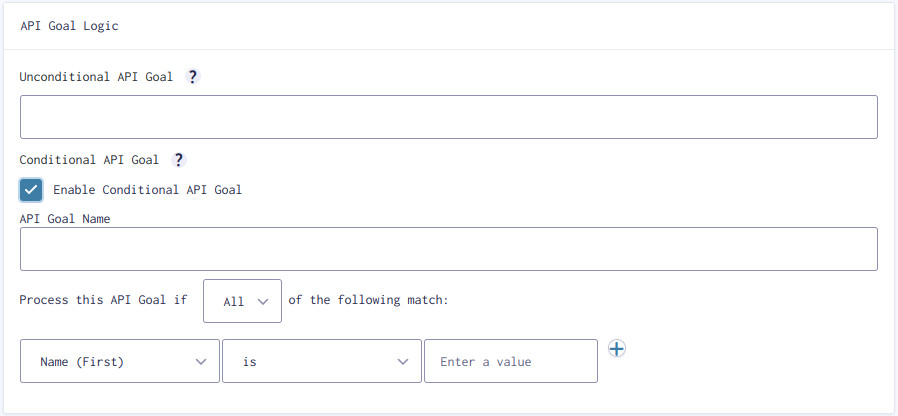 API Goal Logic
Unconditional API Goal ?
Conditional API Goal ?
Enable Conditional API Goal
API Goal Name
Process this API Goal if All of the following match:
Name (First) is Enter a value